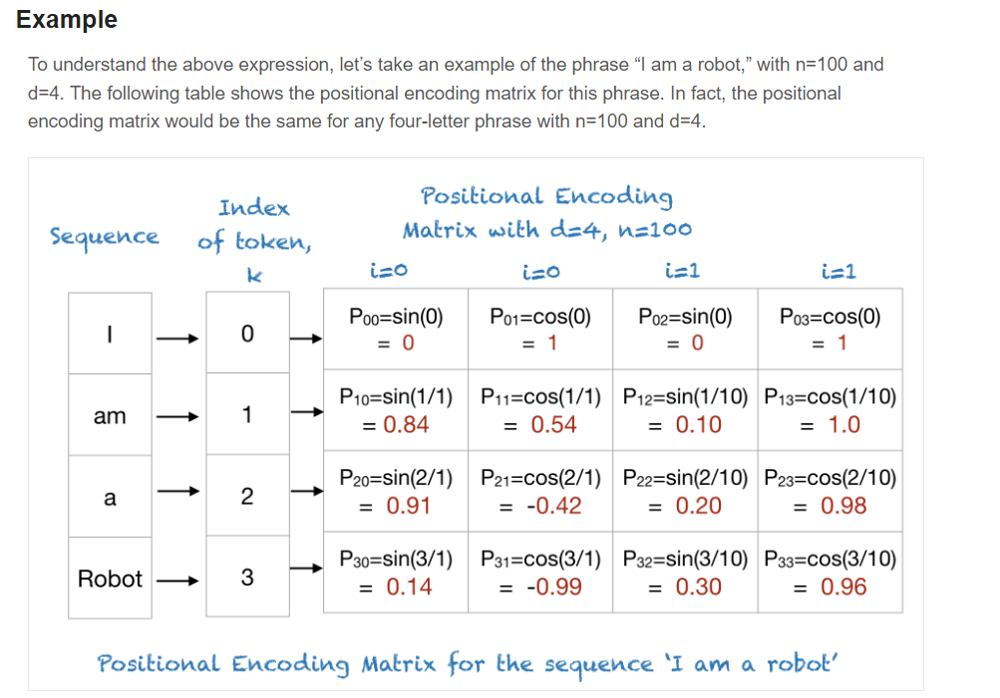 Example
To understand the above expression, let’s take an example of the phrase “I am a robot,” with n=100 and
d=4. The following table shows the positional encoding matrix for this phrase. In fact, the positional
encoding matrix would be the same for any four-letter phrase with n=100 and d=4.
Sequence
Index
of token,
k
Positional Encoding
Matrix with d=4, n=100
i=0 i=0 i=1 i=1
I 0 P00=sin(0) P01=cos(0) P02=sin(0) P03=cos(0)
= 0 = 1 = 0 = 1
am 1 P10=sin(1/1) P11=cos(1/1) P12=sin(1/10) P13=cos(1/10)
= 0.84 = 0.54 = 0.10 = 1.0
a 2 P20=sin(2/1) P21=cos(2/1) P22=sin(2/10) P23=cos(2/10)
= 0.91 = -0.42 = 0.20 = 0.98
Robot 3 P30=sin(3/1) P31=cos(3/1) P32=sin(3/10) P33=cos(3/10)
= 0.14 = -0.99 = 0.30 = 0.96
Positional Encoding Matrix for the sequence ‘I am a robot’